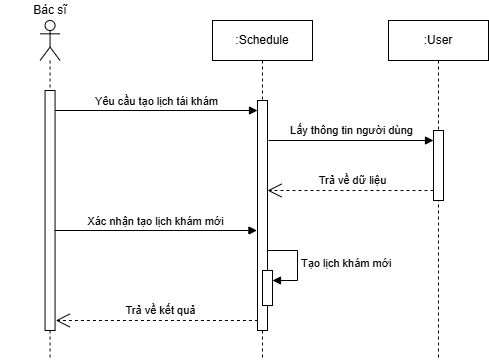 Bác sĩ
:Schedule
:User
Yêu cầu tạo lịch tái khám
Lấy thông tin người dùng
Trả về dữ liệu
Xác nhận tạo lịch khám mới
Tạo lịch khám mới
Trả về kết quả